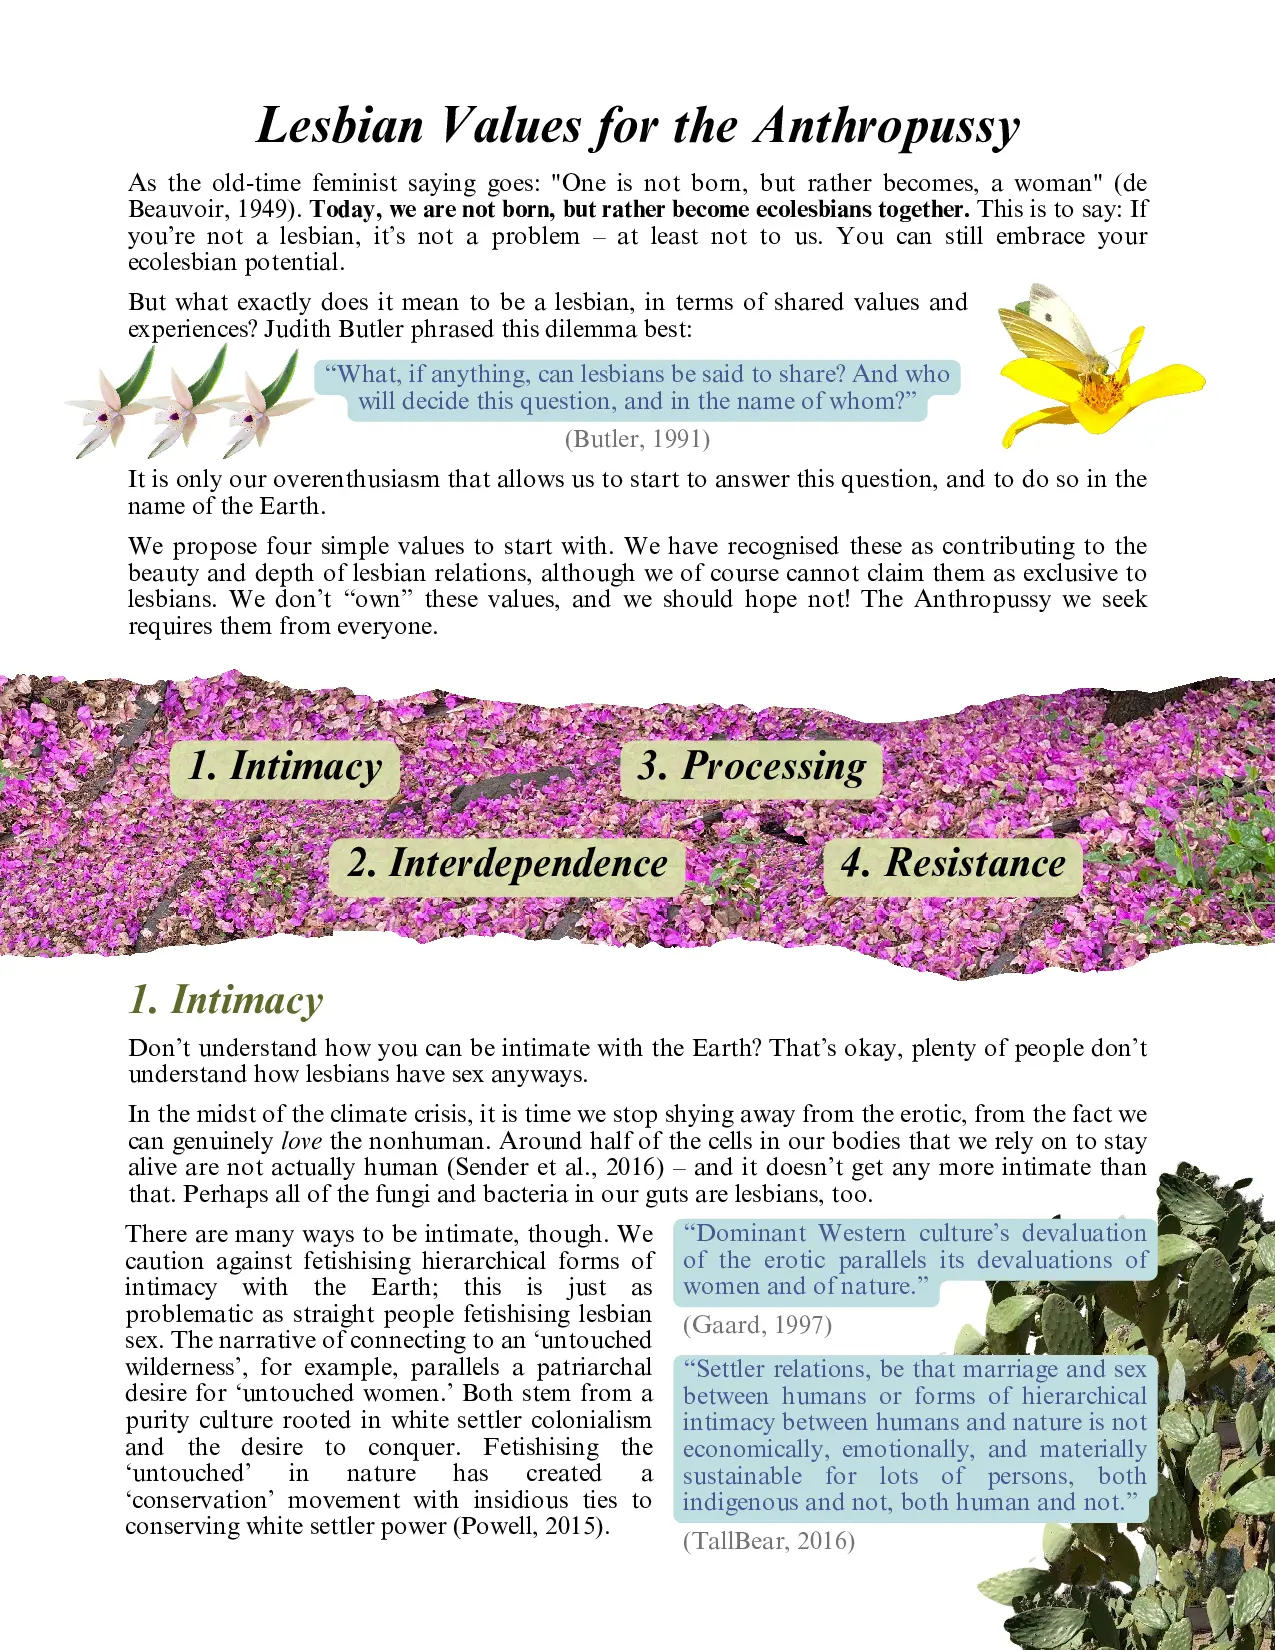 Lesbian Values for the Anthropussy
As the old-time feminist saying goes: "One is not born, but rather becomes, a woman" (de
Beauvoir, 1949). Today, we are not born, but rather become ecolesbians together. This is to say: If
you’re not a lesbian, it’s not a problem – at least not to us. You can still embrace your
ecolesbian potential.
But what exactly does it mean to be a lesbian, in terms of shared values and
experiences? Judith Butler phrased this dilemma best:
“What, if anything, can lesbians be said to share? And who
will decide this question, and in the name of whom?”
(Butler, 1991)
It is only our overenthusiasm that allows us to start to answer this question, and to do so in the
name of the Earth.
We propose four simple values to start with. We have recognised these as contributing to the
beauty and depth of lesbian relations, although we of course cannot claim them as exclusive to
lesbians. We don’t “own” these values, and we should hope not! The Anthropussy we seek
requires them from everyone.
1. Intimacy
3. Processing
2. Interdependence
4. Resistance
1. Intimacy
Don’t understand how you can be intimate with the Earth? That’s okay, plenty of people don’t
understand how lesbians have sex anyways.
In the midst of the climate crisis, it is time we stop shying away from the erotic, from the fact we
can genuinely love the nonhuman. Around half of the cells in our bodies that we rely on to stay
alive are not actually human (Sender et al., 2016) – and it doesn’t get any more intimate than
that. Perhaps all of the fungi and bacteria in our guts are lesbians, too.
There are many ways to be intimate, though. We
caution against fetishising hierarchical forms of
intimacy with the Earth; this is just as
problematic as straight people fetishising lesbian
sex. The narrative of connecting to an ‘untouched
wilderness’, for example, parallels a patriarchal
desire for ‘untouched women.’ Both stem from a
purity culture rooted in white settler colonialism
and the desire to conquer. Fetishising the
‘untouched’ in nature has created a
‘conservation’ movement with insidious ties to
conserving white settler power (Powell, 2015).
“Dominant Western culture’s devaluation
of the erotic parallels its devaluations of
women and of nature.”
(Gaard, 1997)
“Settler relations, be that marriage and sex
between humans or forms of hierarchical
intimacy between humans and nature is not
economically, emotionally, and materially
sustainable for lots of persons, both
indigenous and not, both human and not.”
(TallBear, 2016)